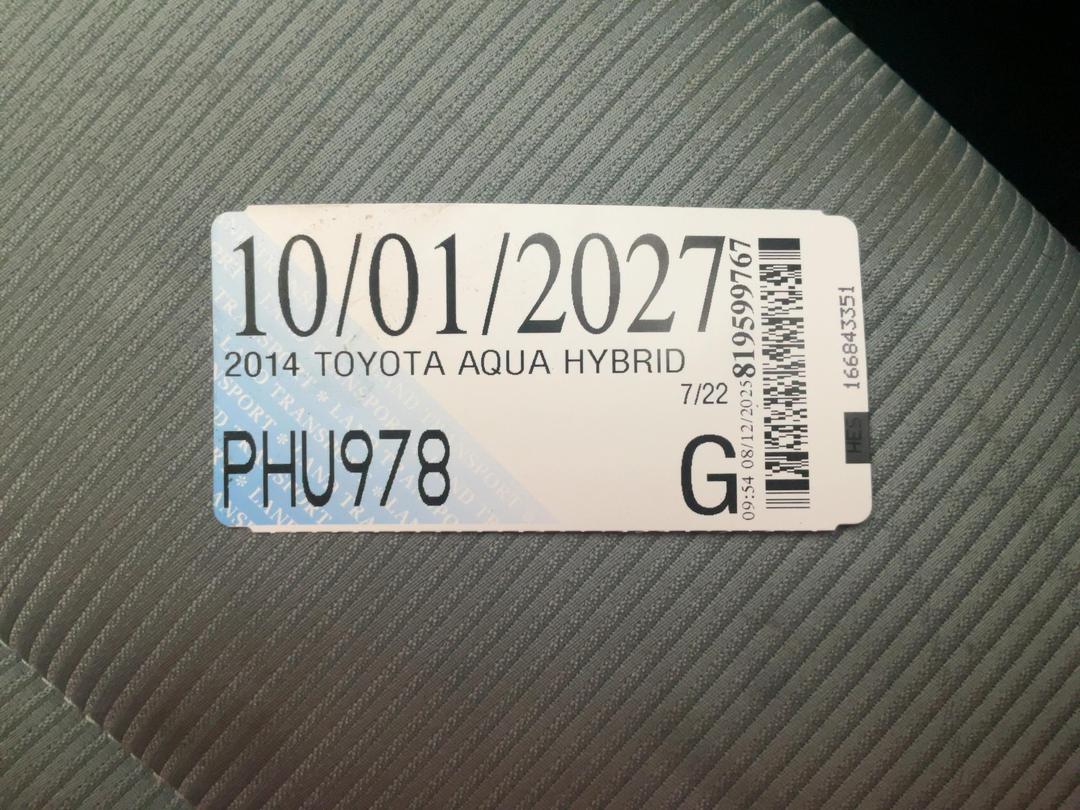 10/01/2027
2014 TOYOTA AQUA HYBRID
7/22
PHU978
G
09:54 08/12/2025 819599767
166843351
HES